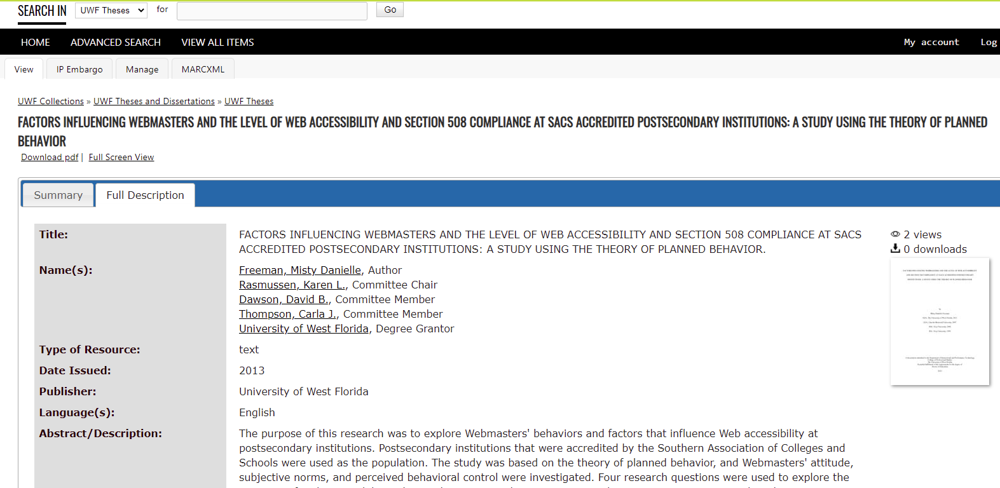 SEARCH IN UWF Theses for Go
HOME ADVANCED SEARCH VIEW ALL ITEMS My account Log
View IP Embargo Manage MARCXML
UWF Collections » UWF Theses and Dissertations » UWF Theses
FACTORS INFLUENCING WEBMASTERS AND THE LEVEL OF WEB ACCESSIBILITY AND SECTION 508 COMPLIANCE AT SACS ACCREDITED POSTSECONDARY INSTITUTIONS: A STUDY USING THE THEORY OF PLANNED
BEHAVIOR
Download pdf | Full Screen View
Summary Full Description
Title: FACTORS INFLUENCING WEBMASTERS AND THE LEVEL OF WEB ACCESSIBILITY AND SECTION 508 COMPLIANCE AT SACS
ACCREDITED POSTSECONDARY INSTITUTIONS: A STUDY USING THE THEORY OF PLANNED BEHAVIOR.
2 views
0 downloads
Name(s): Freeman, Misty Danielle, Author
Rasmussen, Karen L., Committee Chair
Dawson, David B., Committee Member
Thompson, Carla J., Committee Member
University of West Florida, Degree Grantor
Type of Resource: text
Date Issued: 2013
Publisher: University of West Florida
Language(s): English
Abstract/Description: The purpose of this research was to explore Webmasters' behaviors and factors that influence Web accessibility at
postsecondary institutions. Postsecondary institutions that were accredited by the Southern Association of Colleges and
Schools were used as the population. The study was based on the theory of planned behavior, and Webmasters' attitude,
subjective norms, and perceived behavioral control were investigated. Four research questions were used to explore the